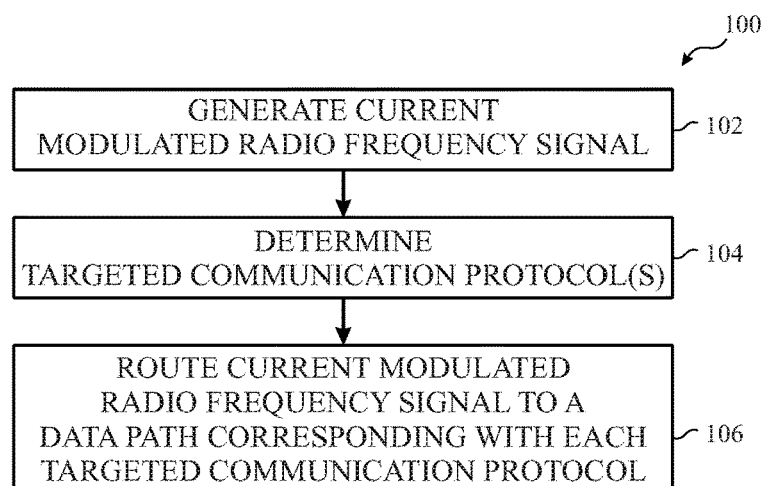 100
GENERATE CURRENT
MODULATED RADIO FREQUENCY SIGNAL
102
DETERMINE
TARGETED COMMUNICATION PROTOCOL(S)
104
ROUTE CURRENT MODULATED
RADIO FREQUENCY SIGNAL TO A
DATA PATH CORRESPONDING WITH EACH
TARGETED COMMUNICATION PROTOCOL
106